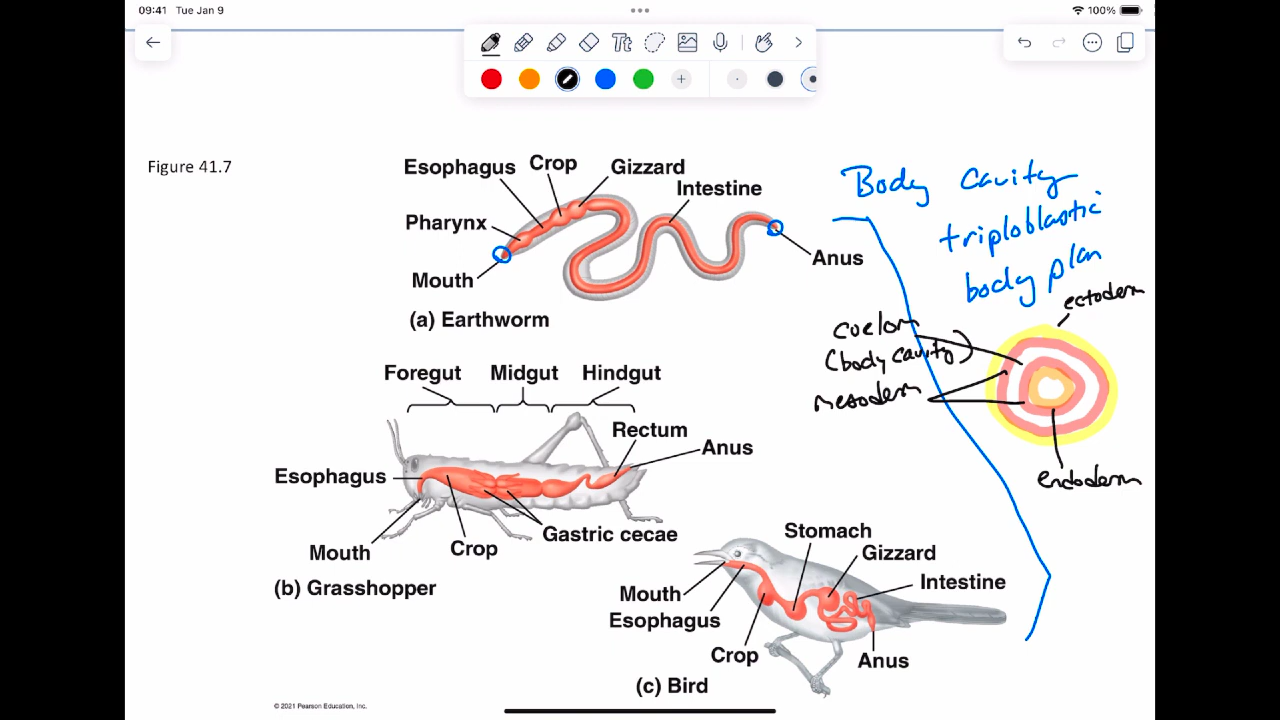 09:41 Tue Jan 9
100%
Tt
Figure 41.7
Esophagus Crop Gizzard
Intestine
Pharynx
Mouth
Anus
(a) Earthworm
Body Cavity
triploblastic
body plan
ectoderm
coelom
(body cavity)
mesoderm
endoderm
Foregut Midgut Hindgut
Rectum
Anus
Esophagus
Mouth
Crop
Gastric cecae
(b) Grasshopper
Stomach
Gizzard
Intestine
Mouth
Esophagus
Crop
Anus
(c) Bird
© 2021 Pearson Education, Inc.